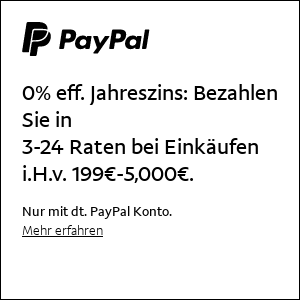 PayPal
0% eff. Jahreszins: Bezahlen
Sie in
3-24 Raten bei Einkäufen
i.H.v. 199€-5,000€.
Nur mit dt. PayPal Konto.
Mehr erfahren